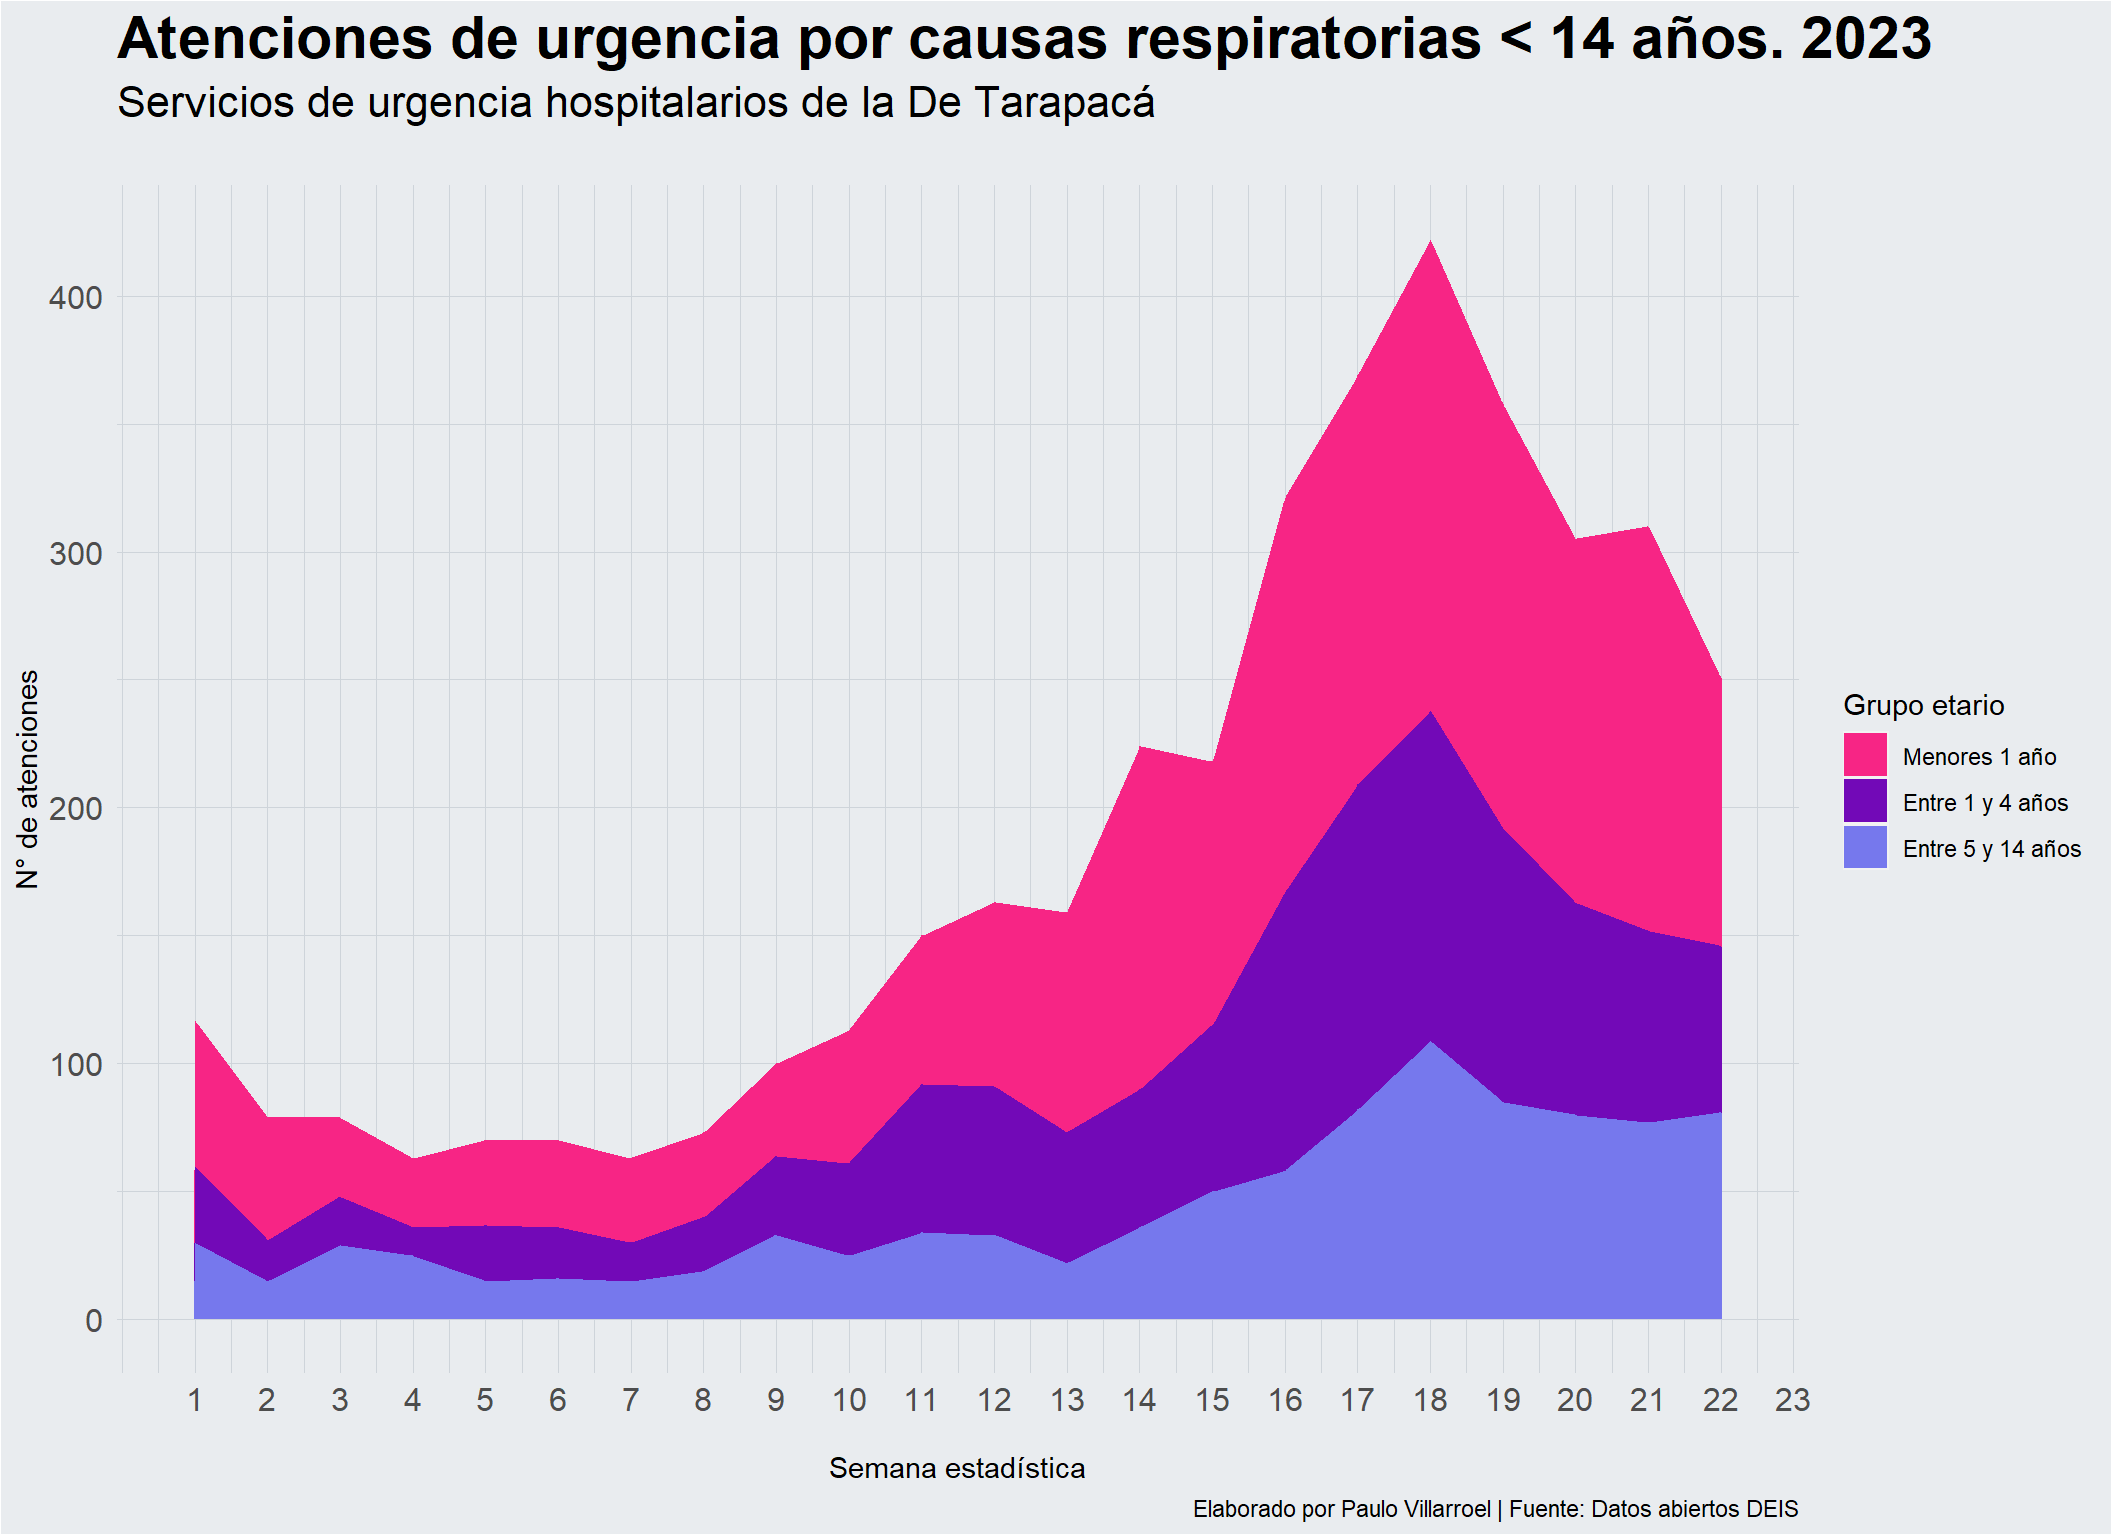 Atenciones de urgencia por causas respiratorias < 14 años. 2023
Servicios de urgencia hospitalarios de la De Tarapacá
N° de atenciones
400
300
200
100
0
1 2 3 4 5 6 7 8 9 10 11 12 13 14 15 16 17 18 19 20 21 22 23
Semana estadística
Grupo etario
Menores 1 año
Entre 1 y 4 años
Entre 5 y 14 años
Elaborado por Paulo Villarroel | Fuente: Datos abiertos DEIS